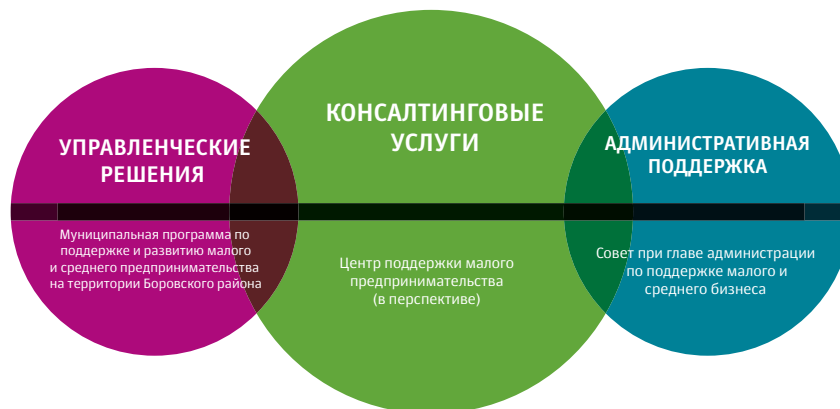 УПРАВЛЕНЧЕСКИЕ
РЕШЕНИЯ
Муниципальная программа по
поддержке и развитию малого
и среднего предпринимательства
на территории Боровского района
КОНСАЛТИНГОВЫЕ
УСЛУГИ
Центр поддержки малого
предпринимательства
(в перспективе)
АДМИНИСТРАТИВНАЯ
ПОДДЕРЖКА
Совет при главе администрации
по поддержке малого и
среднего бизнеса